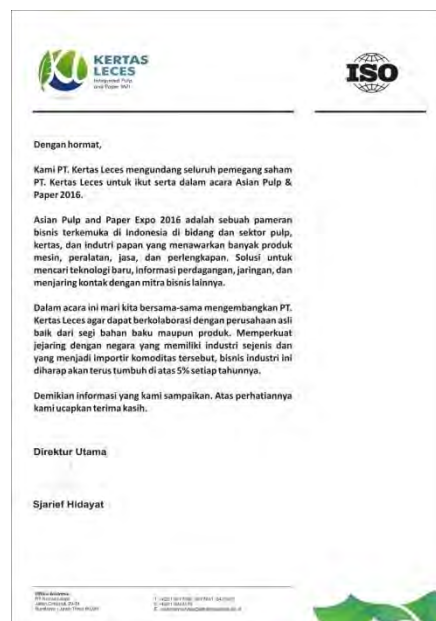 KERTAS
LECES
Integrated Pulp
and Paper Mill
ISO
Dengan hormat,
Kami PT. Kertas Leces mengundang seluruh pemegang saham
PT. Kertas Leces untuk ikut serta dalam acara Asian Pulp &
Paper 2016.
Asian Pulp and Paper Expo 2016 adalah sebuah pameran
bisnis terkemuka di Indonesia di bidang dan sektor pulp,
kertas, dan indutri papan yang menawarkan banyak produk
mesin, peralatan, jasa, dan perlengkapan. Solusi untuk
mencari teknologi baru, informasi perdagangan, jaringan, dan
menjaring kontak dengan mitra bisnis lainnya.
Dalam acara ini mari kita bersama-sama mengembangkan PT.
Kertas Leces agar dapat berkolaborasi dengan perusahaan asli
baik dari segi bahan baku maupun produk. Memperkuat
jejaring dengan negara yang memiliki industri sejenis dan
yang menjadi importir komoditas tersebut, bisnis industri ini
diharap akan terus tumbuh di atas 5% setiap tahunnya.
Demikian informasi yang kami sampaikan. Atas perhatiannya
kami ucapkan terima kasih.
Direktur Utama
Sjarief Hidayat